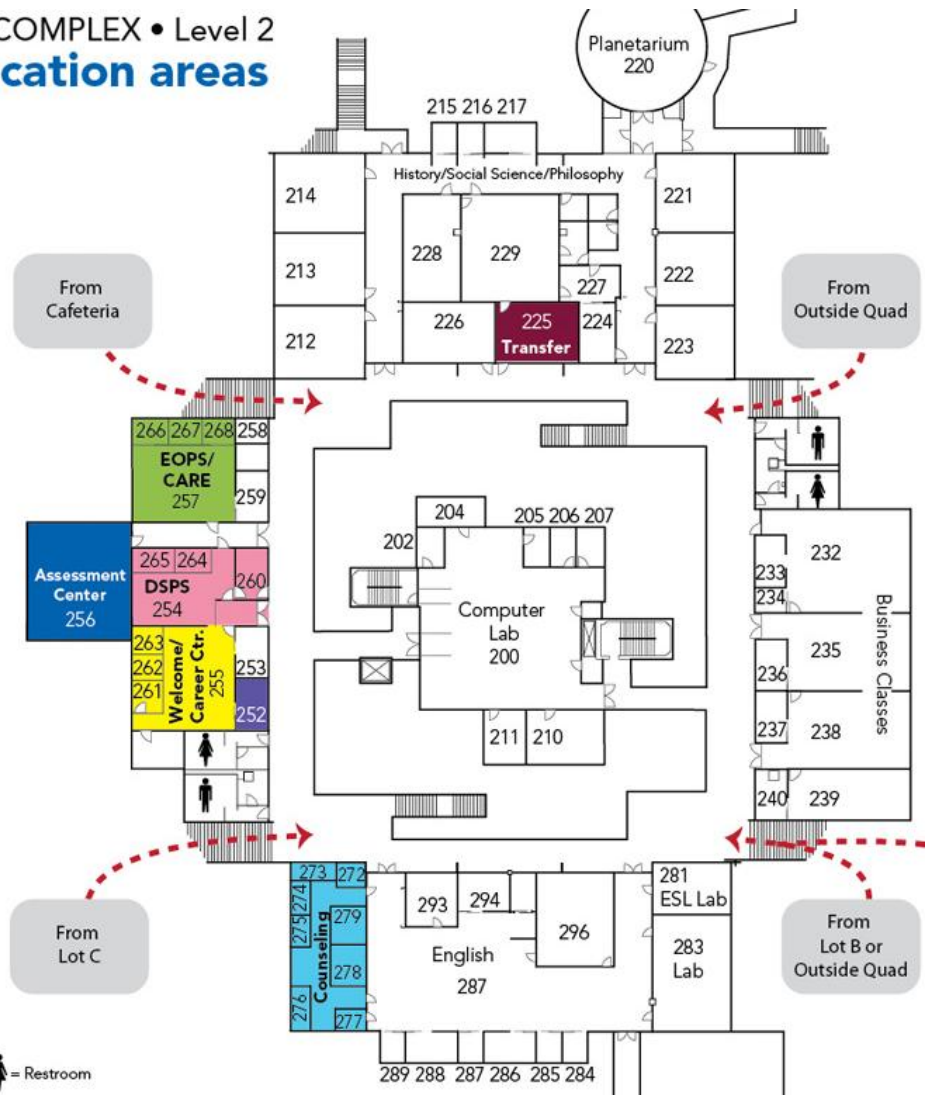 COMPLEX • Level 2
cation areas
Planetarium
220
215 216 217
History/Social Science/Philosophy
214
213
212
228
229
227
226
225
Transfer
224
221
222
223
From
Cafeteria
From
Outside Quad
266 267 268 258
EOPS/
CARE
257
259
265 264
260
DSPS
254
Assessment
Center
256
263
262
261
Welcome/
Career Ctr.
255
253
252
204
202
205 206 207
Computer
Lab
200
211
210
232
233
234
235
236
237
238
240
239
Business Classes
From
Lot C
273 272
274
275
279
278
276
277
Counseling
293
294
296
English
287
281
ESL Lab
283
Lab
From
Lot B or
Outside Quad
289 288 287 286 285 284
= Restroom